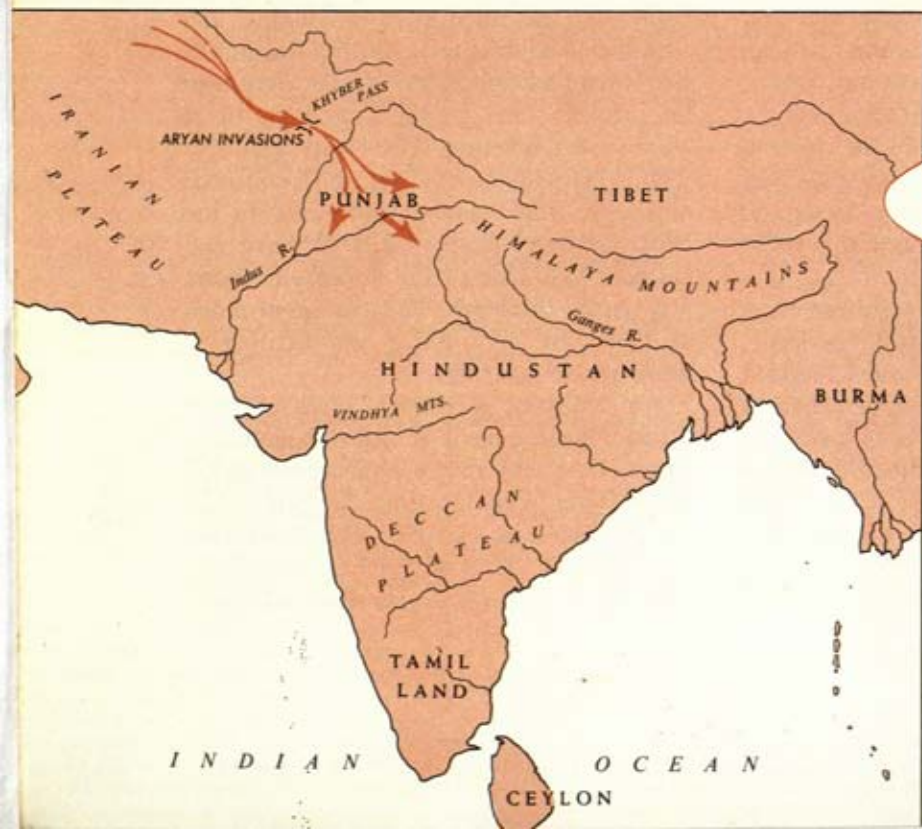 KHYBER
PASS
IRANIAN
PLATEAU
ARYAN INVASIONS
PUNJAB
TIBET
Indus R.
HIMALAYA MOUNTAINS
Ganges R.
HINDUSTAN
BURMA
VINDHYA MTS.
DECCAN
PLATEAU
TAMIL
LAND
INDIAN OCEAN
CEYLON